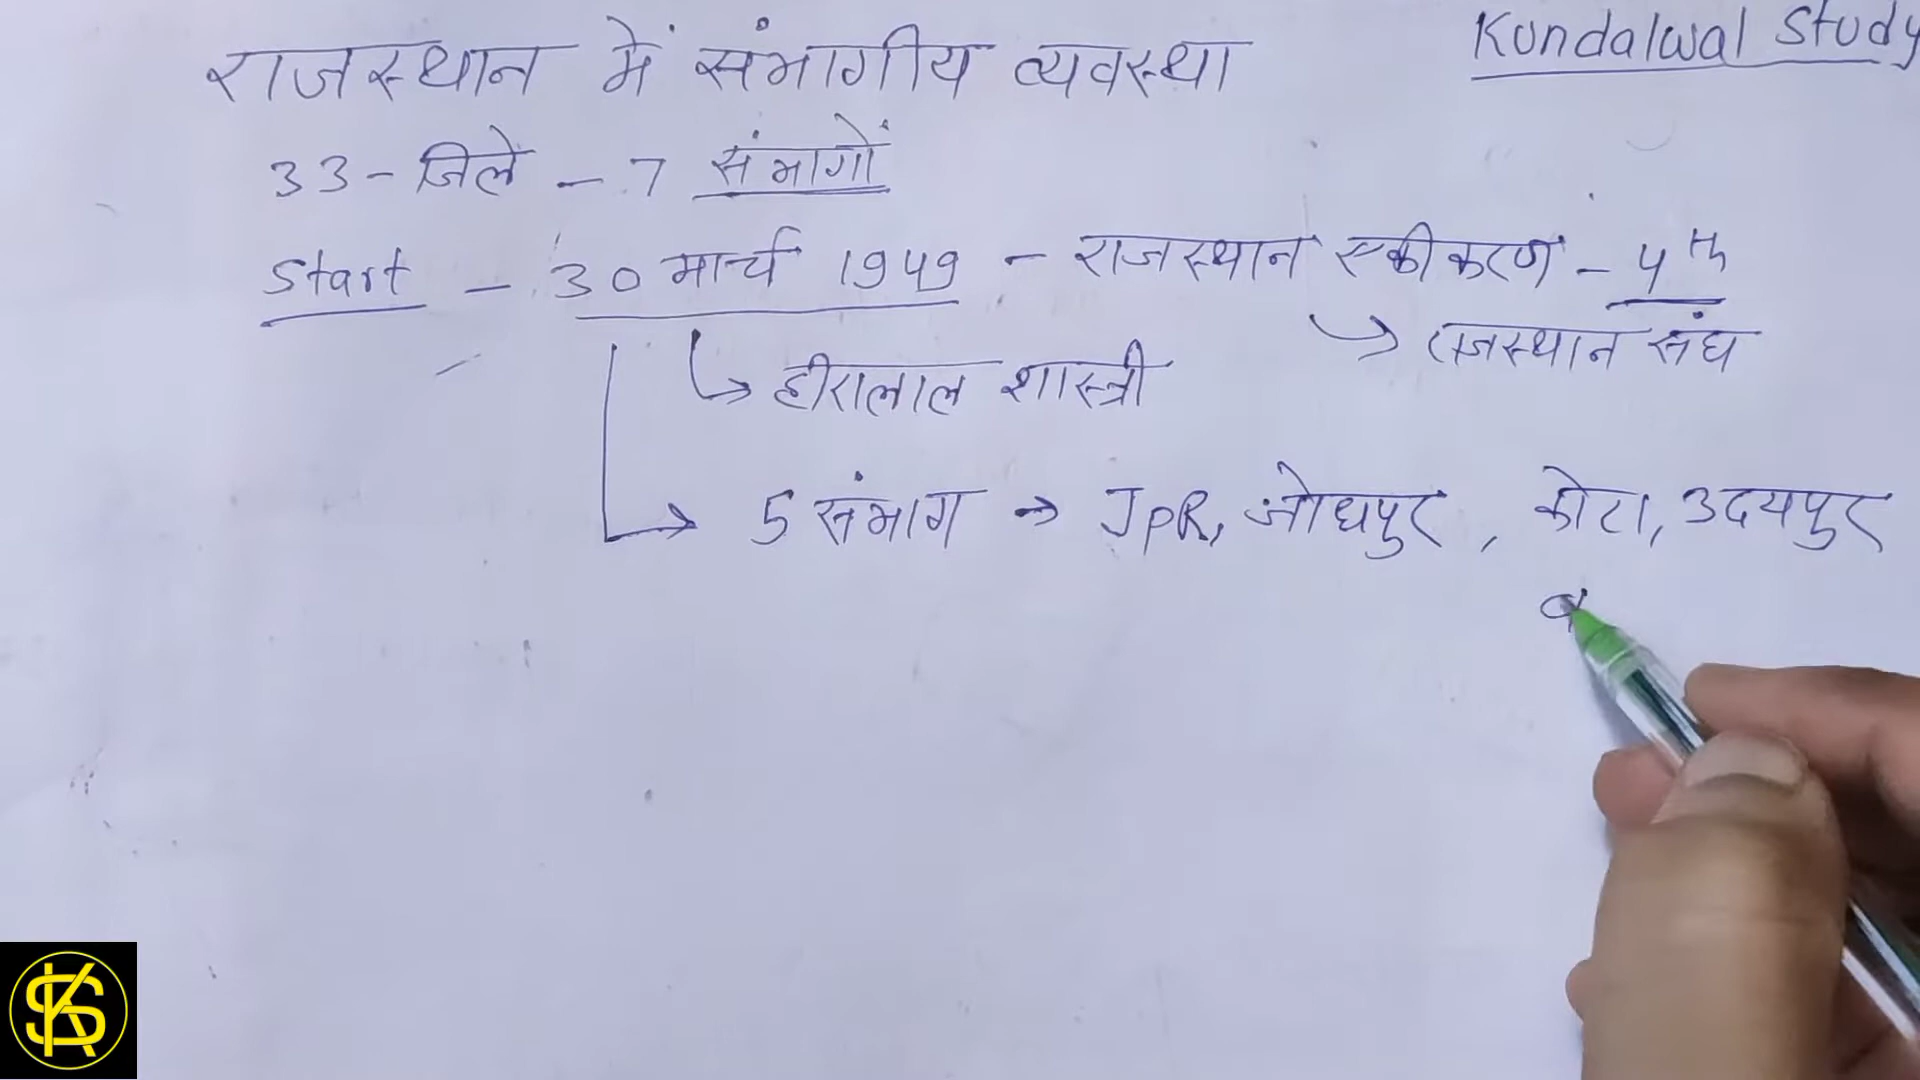 Kundalwal Study
राजस्थान में संभागीय व्यवस्था
33 - जिले - 7 संभागों
Start - 30 मार्च 1949 - राजस्थान एकीकरण - 4th
↳ राजस्थान संघ
↳ हीरालाल शास्त्री
↳ 5 संभाग → JPR, जोधपुर, कोटा, उदयपुर